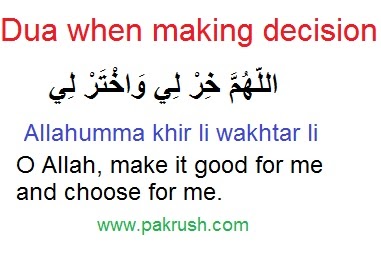 Dua when making decision
اللّهُمَّ خِرْ لِي وَاخْتَرْ لِي
Allahumma khir li wakhtar li
O Allah, make it good for me
and choose for me.
www.pakrush.com